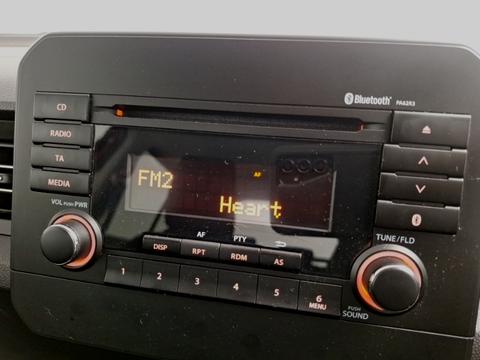 Bluetooth® PA62R3
CD
RADIO
TA
MEDIA
VOL PUSH PWR
AF
FM2
Heart
AF PTY
DISP RPT RDM AS
1 2 3 4 5 6
MENU
TUNE/FLD
PUSH
SOUND